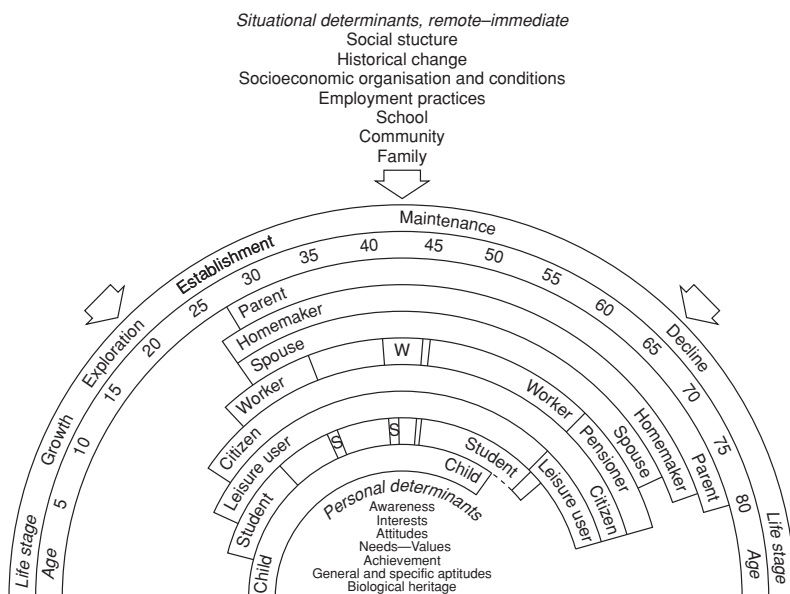 Situational determinants, remote–immediate
Social stucture
Historical change
Socioeconomic organisation and conditions
Employment practices
School
Community
Family
Life stage
Growth
Exploration
Establishment
Maintenance
Decline
Life stage
Age
5
10
15
20
25
30
35
40
45
50
55
60
65
70
75
80
Age
Parent
Parent
Homemaker
Homemaker
Spouse
Spouse
Worker
W
Worker
Pensioner
Citizen
Citizen
Leisure user
Leisure user
Student
S
S
Student
Child
Child
Personal determinants
Awareness
Interests
Attitudes
Needs—Values
Achievement
General and specific aptitudes
Biological heritage